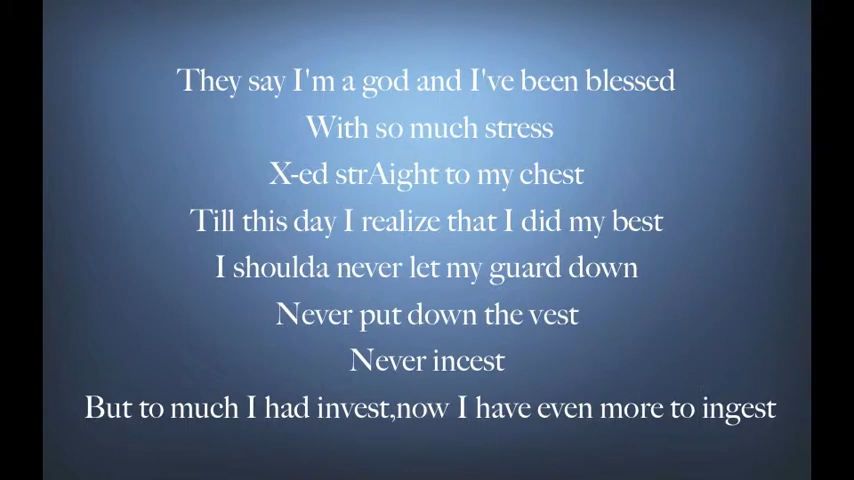 They say I'm a god and I've been blessed
With so much stress
X-ed strAight to my chest
Till this day I realize that I did my best
I shoulda never let my guard down
Never put down the vest
Never incest
But to much I had invest,now I have even more to ingest